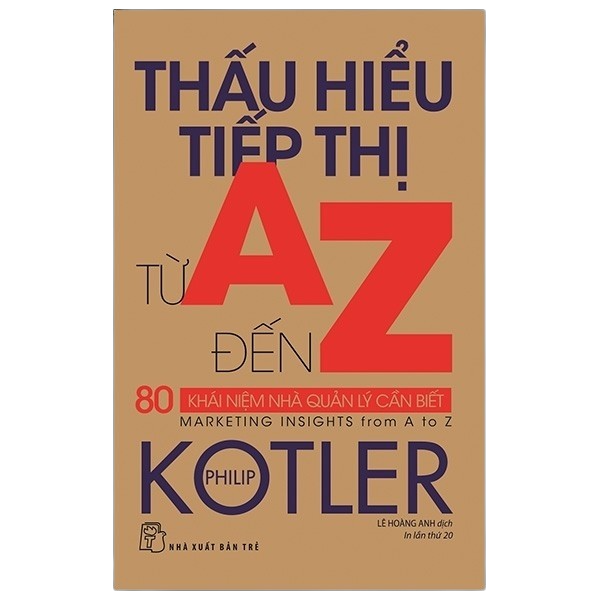 THẤU HIỂU
TIẾP THỊ
TỪ A
ĐẾN Z
80 KHÁI NIỆM NHÀ QUẢN LÝ CẦN BIẾT
MARKETING INSIGHTS from A to Z
PHILIP
KOTLER
LÊ HOÀNG ANH dịch
In lần thứ 20
NHÀ XUẤT BẢN TRẺ